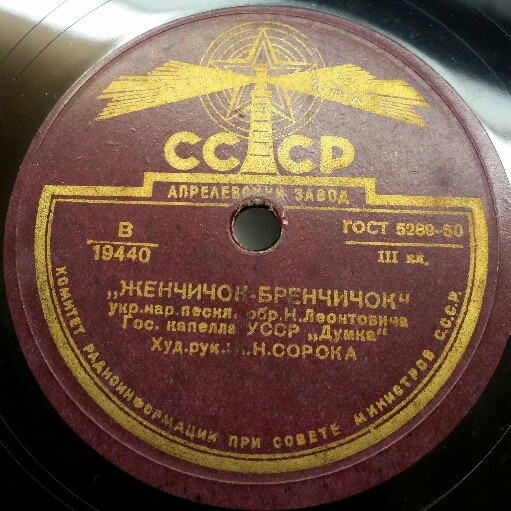 СССР
АПРЕЛЕВСКИЙ ЗАВОД
В
19440
ГОСТ 5289-50
III кл.
„ЖЕНЧИЧОК-БРЕНЧИЧОК“
укр.нар.песня, обр.Н.Леонтовича
Гос. капелла УССР „Думка“
Худ.рук. Н.СОРОКА
КОМИТЕТ РАДИОИНФОРМАЦИИ ПРИ СОВЕТЕ МИНИСТРОВ С.С.С.Р.